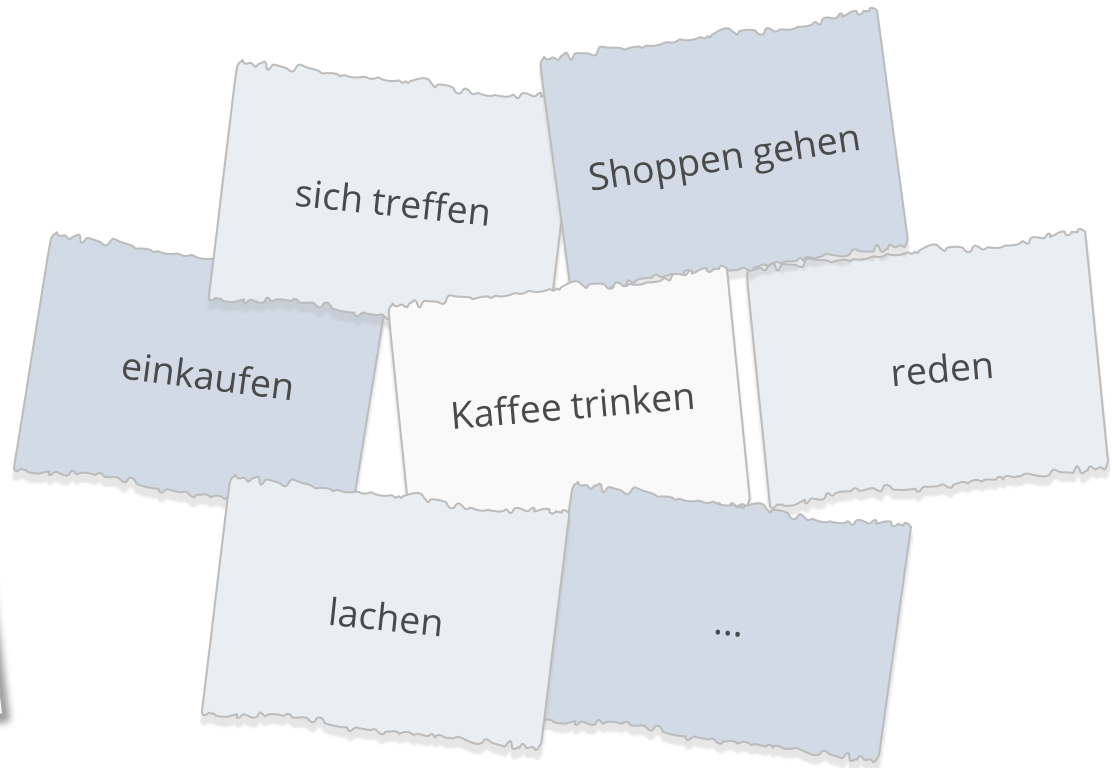 sich treffen
Shoppen gehen
einkaufen
Kaffee trinken
reden
lachen
...